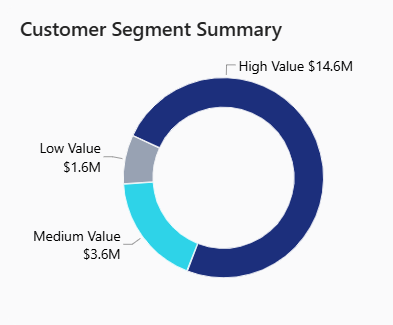 Customer Segment Summary
High Value $14.6M
Low Value
$1.6M
Medium Value
$3.6M